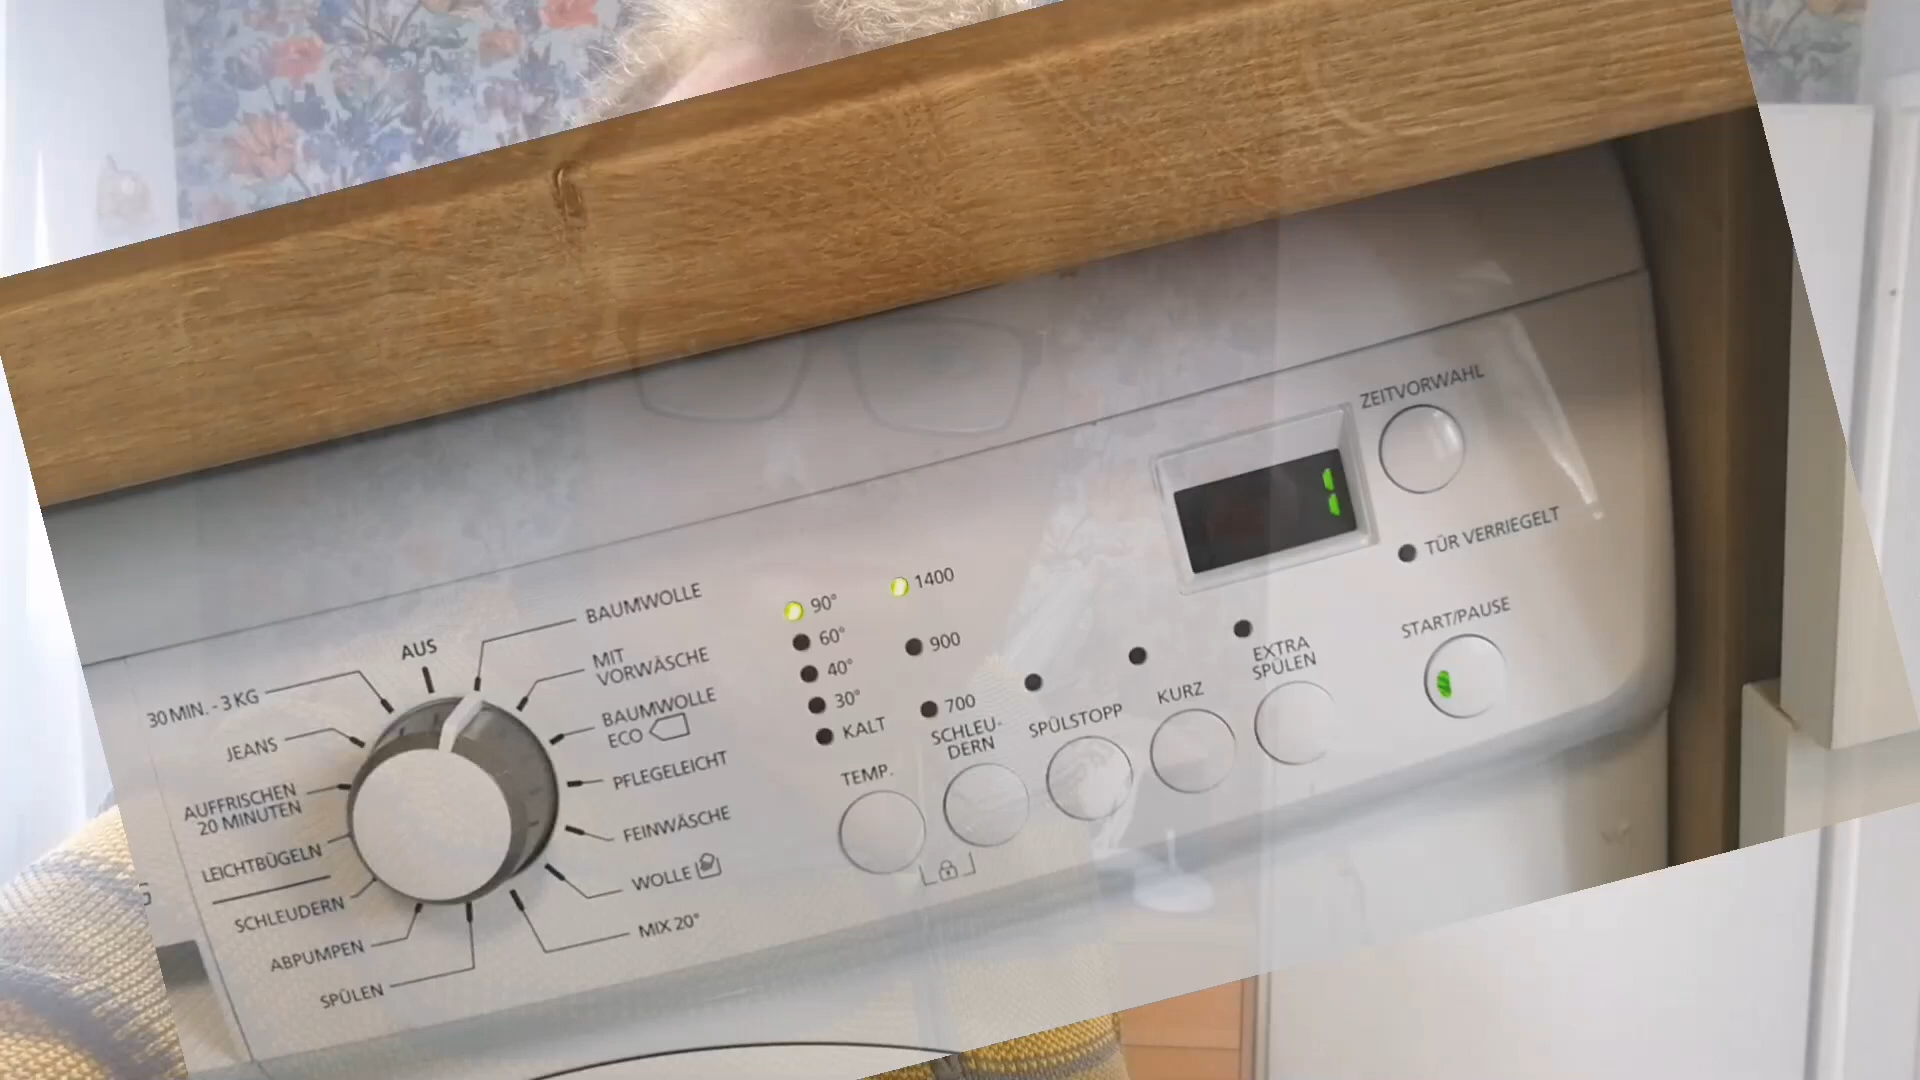 AUS
30 MIN. - 3 KG
JEANS
AUFFRISCHEN
20 MINUTEN
LEICHTBÜGELN
SCHLEUDERN
ABPUMPEN
SPÜLEN
BAUMWOLLE
MIT
VORWÄSCHE
BAUMWOLLE
ECO
PFLEGELEICHT
FEINWÄSCHE
WOLLE
MIX 20°
90°
60°
40°
30°
KALT
TEMP.
1400
900
700
SCHLEU-
DERN
SPÜLSTOPP
KURZ
EXTRA
SPÜLEN
ZEITVORWAHL
TÜR VERRIEGELT
START/PAUSE